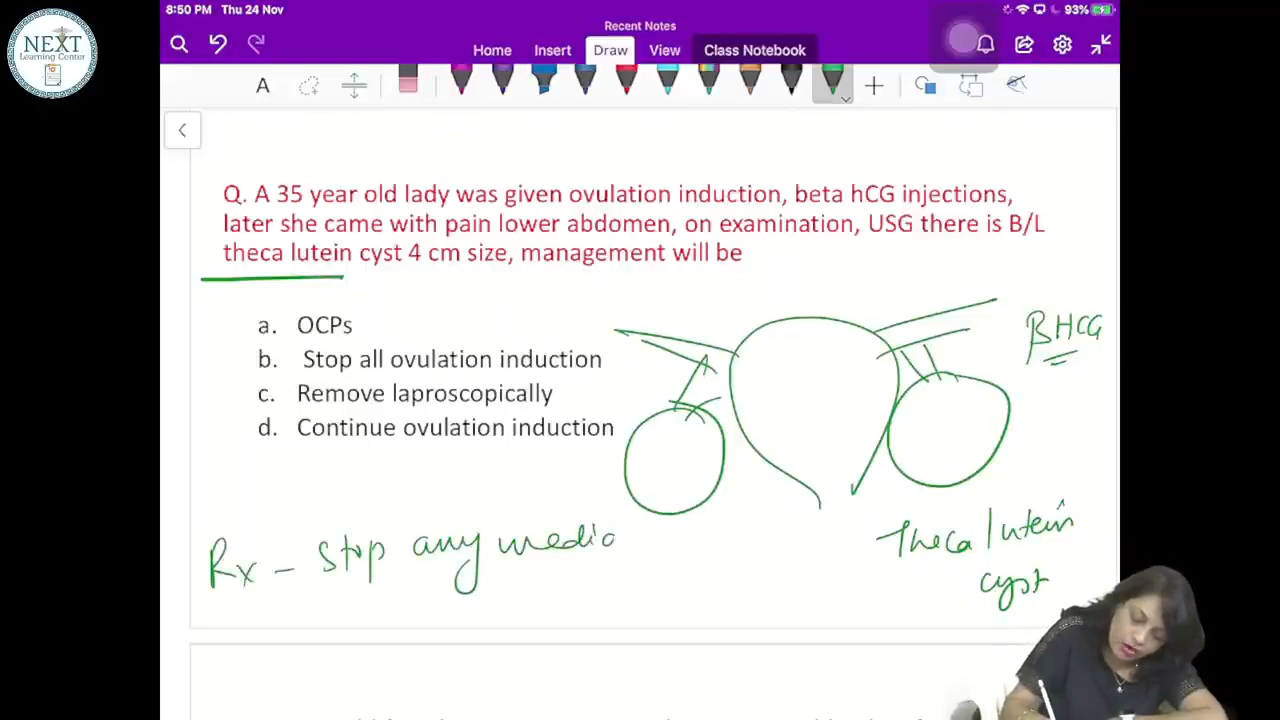 8:50 PM Thu 24 Nov
93%
NEXT
Learning Center
Recent Notes
Home Insert Draw View Class Notebook
A
Q. A 35 year old lady was given ovulation induction, beta hCG injections,
later she came with pain lower abdomen, on examination, USG there is B/L
theca lutein cyst 4 cm size, management will be
a. OCPs
b. Stop all ovulation induction
c. Remove laproscopically
d. Continue ovulation induction
βHCG
Rx - Stop any medic
Theca lutein
cyst